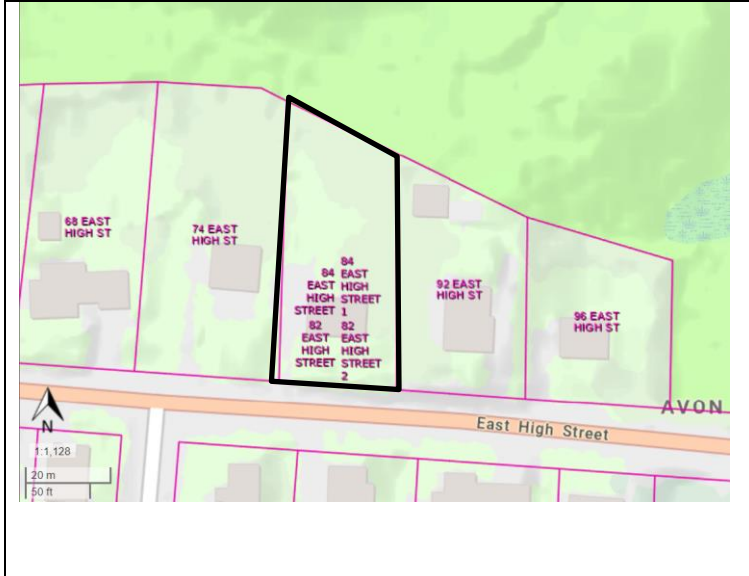 68 EAST
HIGH ST
74 EAST
HIGH ST
84
EAST
HIGH
STREET
84
EAST
HIGH
STREET
1
82
EAST
HIGH
STREET
82
EAST
HIGH
STREET
2
92 EAST
HIGH ST
96 EAST
HIGH ST
AVON
East High Street
N
1:1,128
20 m
50 ft